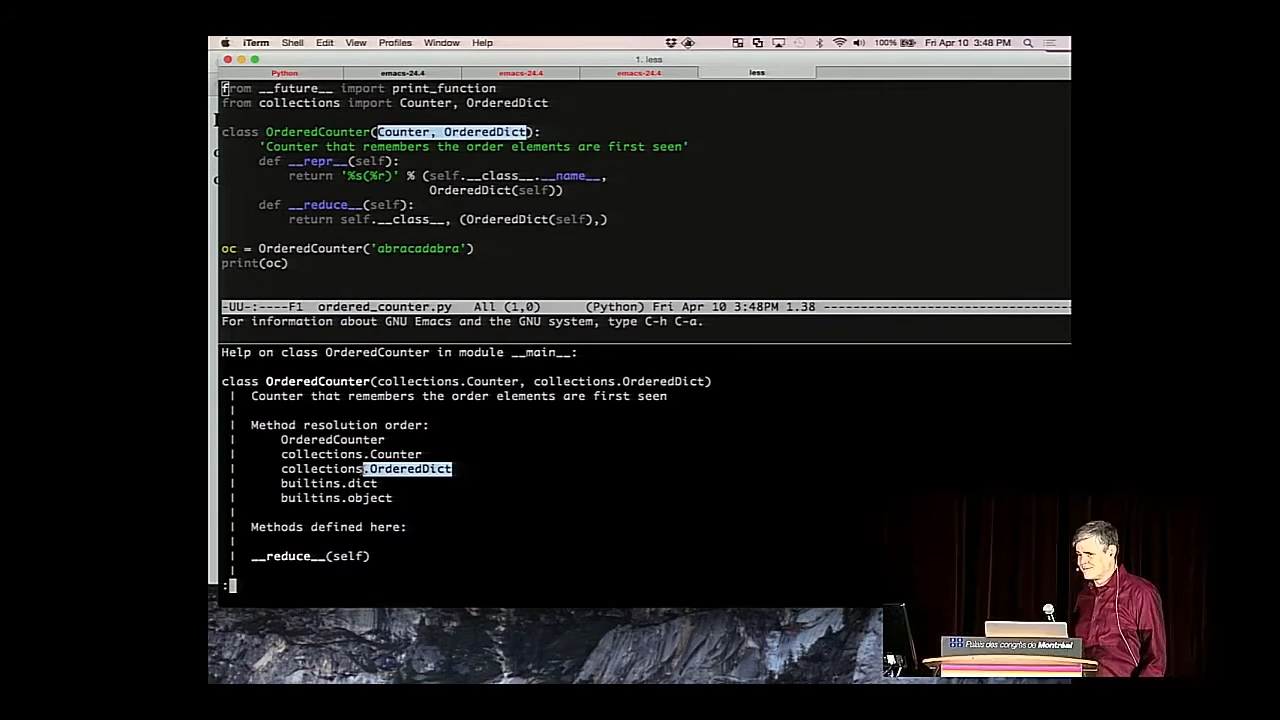 iTerm Shell Edit View Profiles Window Help 100% Fri Apr 10 3:48 PM
1. less
Python emacs-24.4 emacs-24.4 emacs-24.4 less
from __future__ import print_function
from collections import Counter, OrderedDict
class OrderedCounter(Counter, OrderedDict):
'Counter that remembers the order elements are first seen'
def __repr__(self):
return '%s(%r)' % (self.__class__.__name__,
OrderedDict(self))
def __reduce__(self):
return self.__class__, (OrderedDict(self),)
oc = OrderedCounter('abracadabra')
print(oc)
-UU-:----F1 ordered_counter.py All (1,0) (Python) Fri Apr 10 3:48PM 1.38 ----------------------------------
For information about GNU Emacs and the GNU system, type C-h C-a.
Help on class OrderedCounter in module __main__:
class OrderedCounter(collections.Counter, collections.OrderedDict)
| Counter that remembers the order elements are first seen
|
| Method resolution order:
| OrderedCounter
| collections.Counter
| collections.OrderedDict
| builtins.dict
| builtins.object
|
| Methods defined here:
|
| __reduce__(self)
|
:
Palais des congrès de Montréal